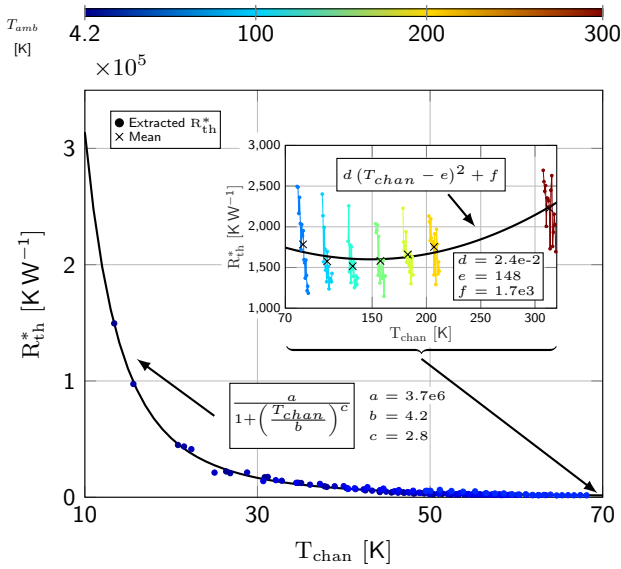 T_amb
[K]
4.2 100 200 300
×10^5
3
2
1
0
R*_th [K W^−1]
10 30 50 70
T_chan [K]
Extracted R*_th
Mean
3,000
2,500
2,000
1,500
1,000
R*_th [K W^−1]
70 150 200 250 300
T_chan [K]
d (T_chan − e)^2 + f
d = 2.4e-2
e = 148
f = 1.7e3
a / 1+(T_chan / b)^c
a = 3.7e6
b = 4.2
c = 2.8